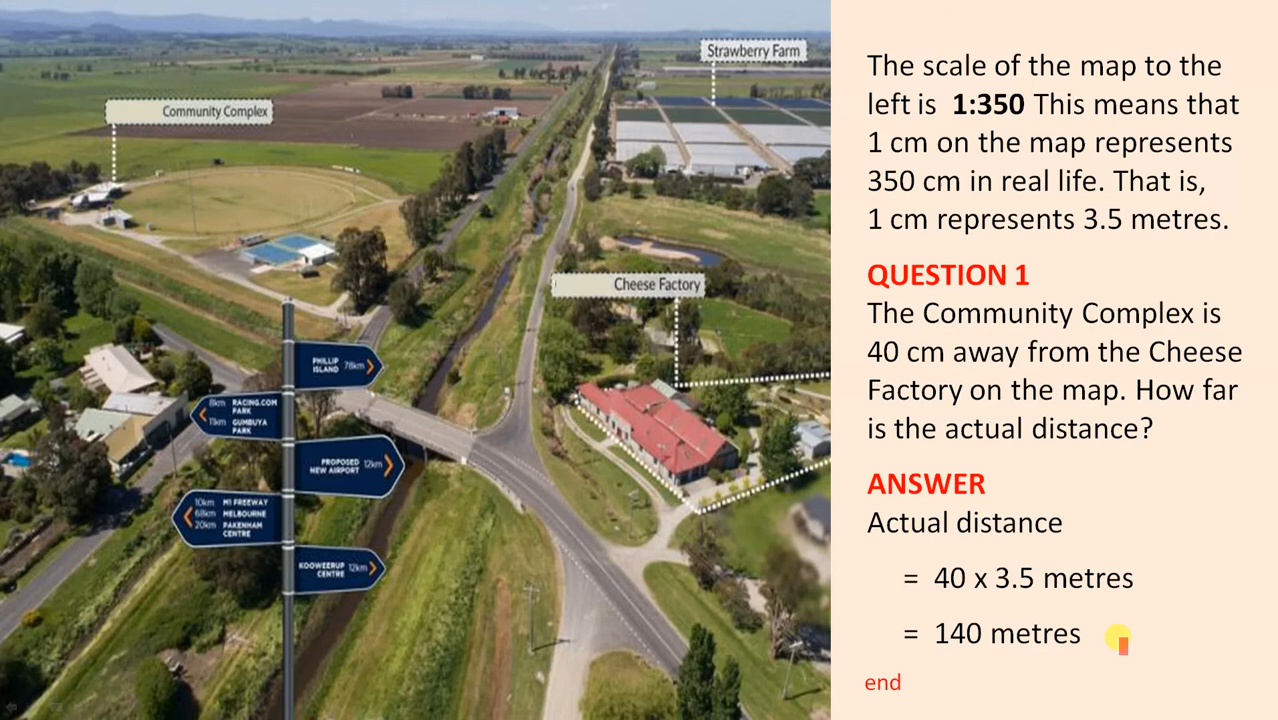 Strawberry Farm
Community Complex
Cheese Factory
PHILLIP
ISLAND 78km
8km RACING.COM
PARK
11km GUMBUYA
PARK
PROPOSED
NEW AIRPORT 12km
10km M1 FREEWAY
68km MELBOURNE
20km PAKENHAM
CENTRE
KOOWEERUP
CENTRE 12km
The scale of the map to the
left is 1:350 This means that
1 cm on the map represents
350 cm in real life. That is,
1 cm represents 3.5 metres.
QUESTION 1
The Community Complex is
40 cm away from the Cheese
Factory on the map. How far
is the actual distance?
ANSWER
Actual distance
= 40 x 3.5 metres
= 140 metres
end